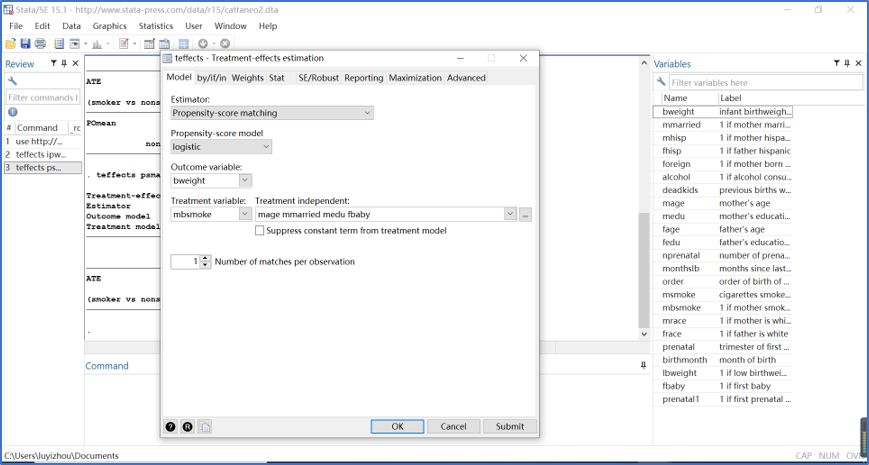 Stata/SE 15.1 - http://www.stata-press.com/data/r15/cattaneo2.dta
File Edit Data Graphics Statistics User Window Help
Review
Filter commands h
# Command _rc
1 use http://...
2 teffects ipw...
3 teffects ps...
ATE
(smoker vs nons
POmean
non
. teffects psma
Treatment-effec
Estimator
Outcome model
Treatment model
ATE
(smoker vs nons
.
Command
teffects - Treatment-effects estimation
Model by/if/in Weights Stat SE/Robust Reporting Maximization Advanced
Estimator:
Propensity-score matching
Propensity-score model
logistic
Outcome variable:
bweight
Treatment variable: Treatment independent:
mbsmoke mage mmarried medu fbaby ...
Suppress constant term from treatment model
1 Number of matches per observation
? R OK Cancel Submit
Variables
Filter variables here
Name Label
bweight infant birthweigh...
mmarried 1 if mother marri...
mhisp 1 if mother hispa...
fhisp 1 if father hispanic
foreign 1 if mother born ...
alcohol 1 if alcohol consu...
deadkids previous births w...
mage mother's age
medu mother's educati...
fage father's age
fedu father's educatio...
nprenatal number of prena...
monthslb months since last...
order order of birth of ...
msmoke cigarettes smoke...
mbsmoke 1 if mother smok...
mrace 1 if mother is whi...
frace 1 if father is white
prenatal trimester of first ...
birthmonth month of birth
lbweight 1 if low birthwei...
fbaby 1 if first baby
prenatal1 1 if first prenatal ...
C:\Users\luyizhou\Documents CAP NUM OVR